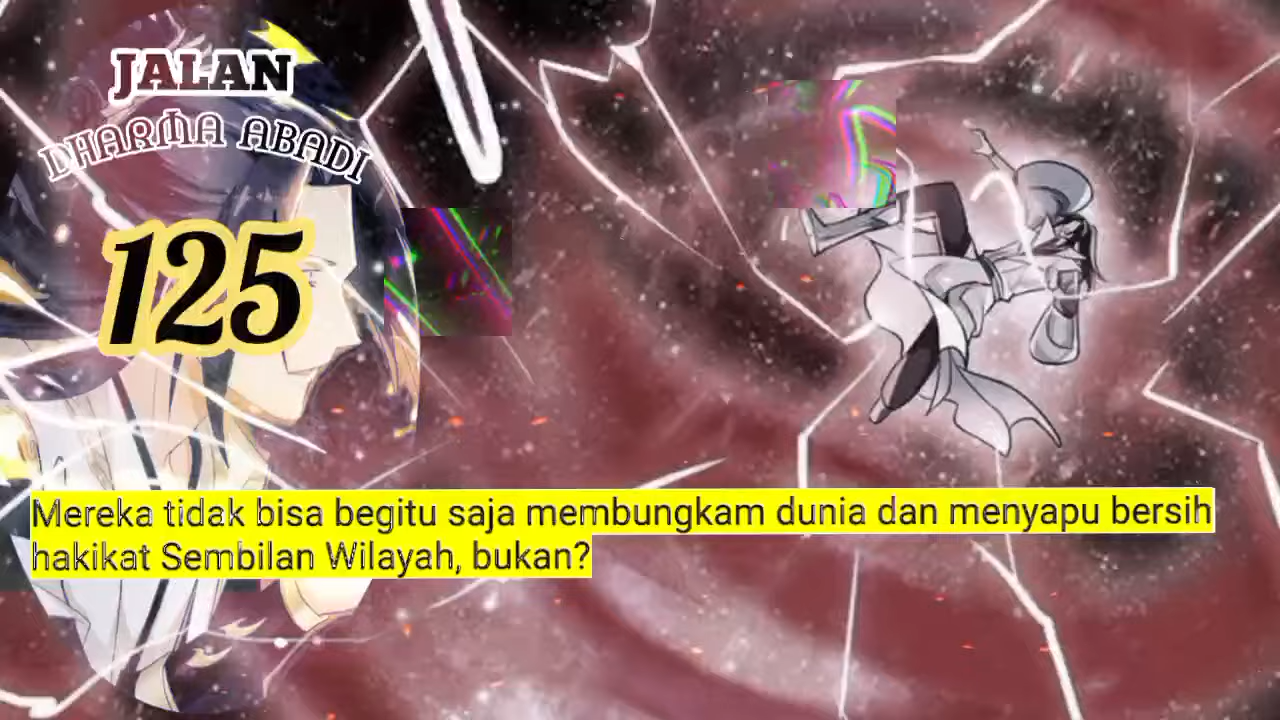 JALAN
DHARMA ABADI
125
Mereka tidak bisa begitu saja membungkam dunia dan menyapu bersih
hakikat Sembilan Wilayah, bukan?